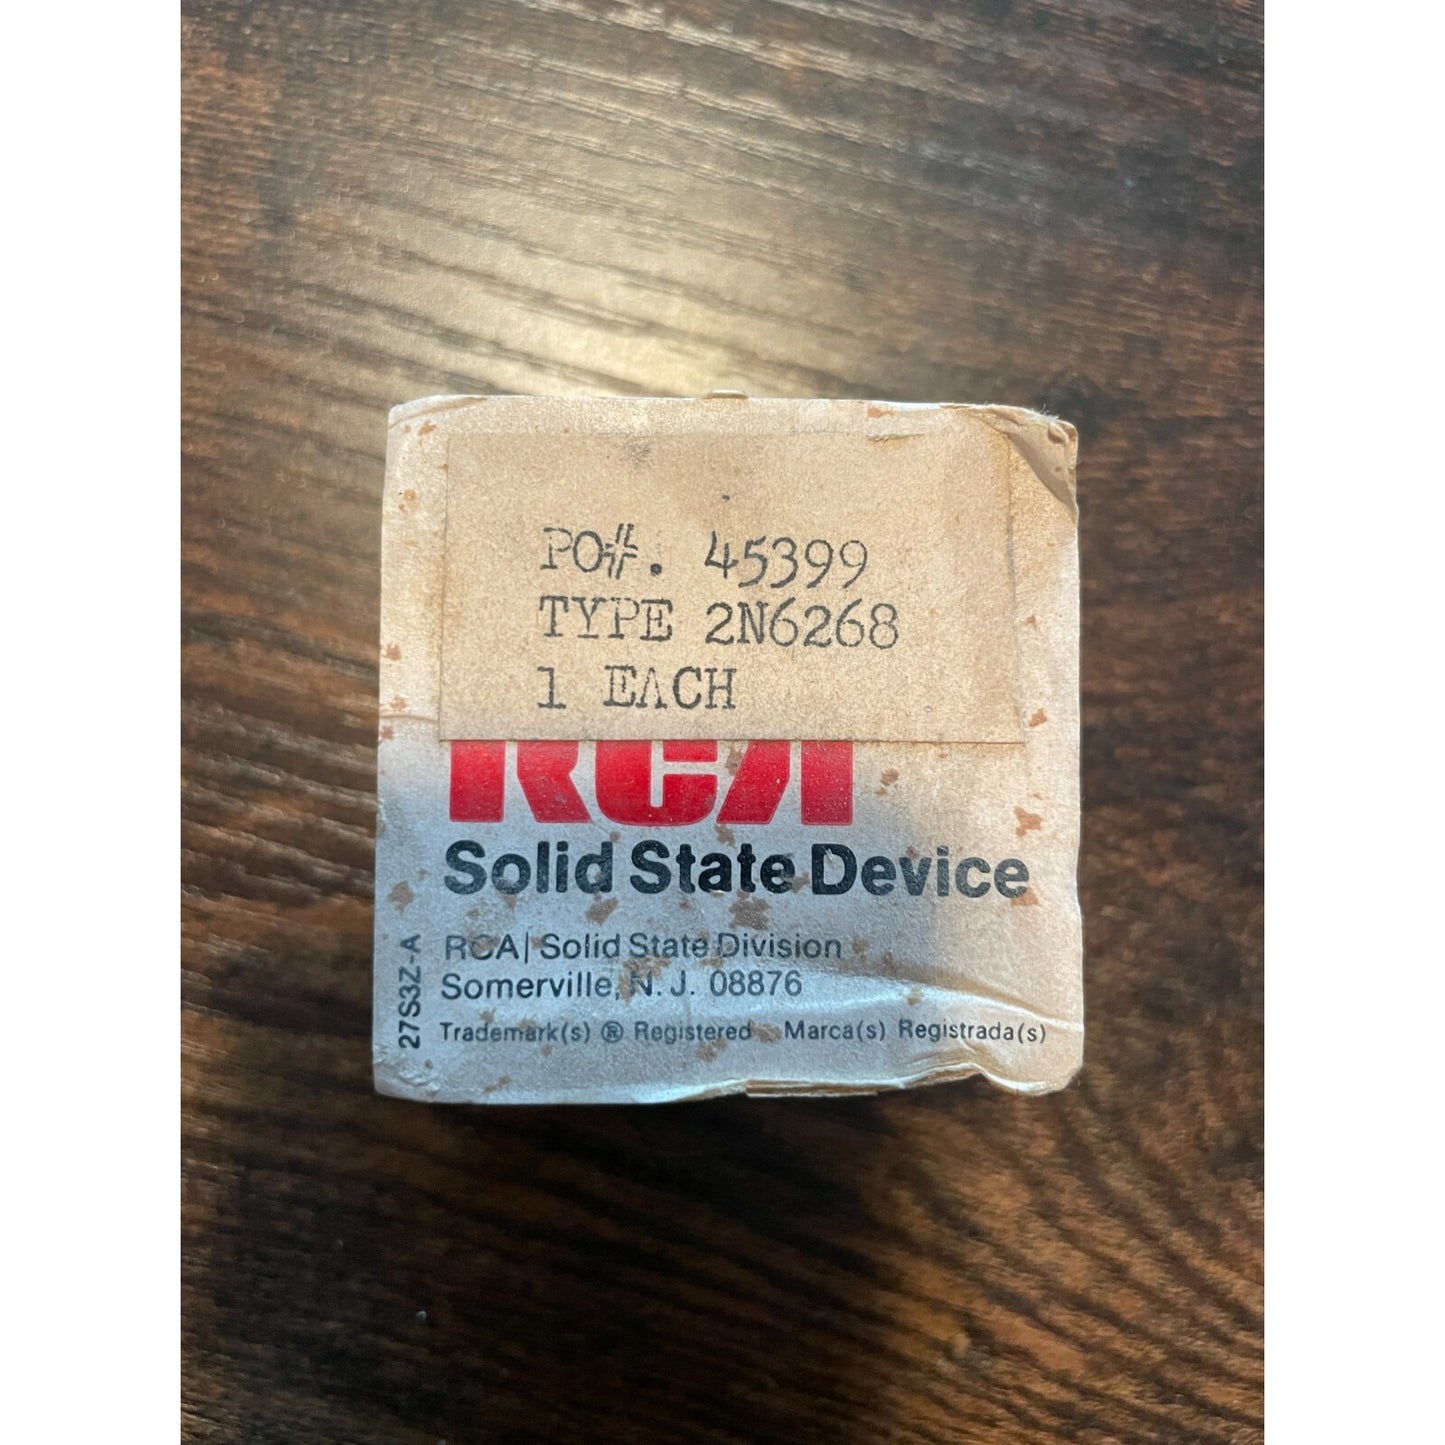 PO#. 45399
TYPE 2N6268
1 EACH
RCA
Solid State Device
RCA| Solid State Division
Somerville, N. J. 08876
Trademark(s) ® Registered Marca(s) Registrada(s)
27S3Z-A